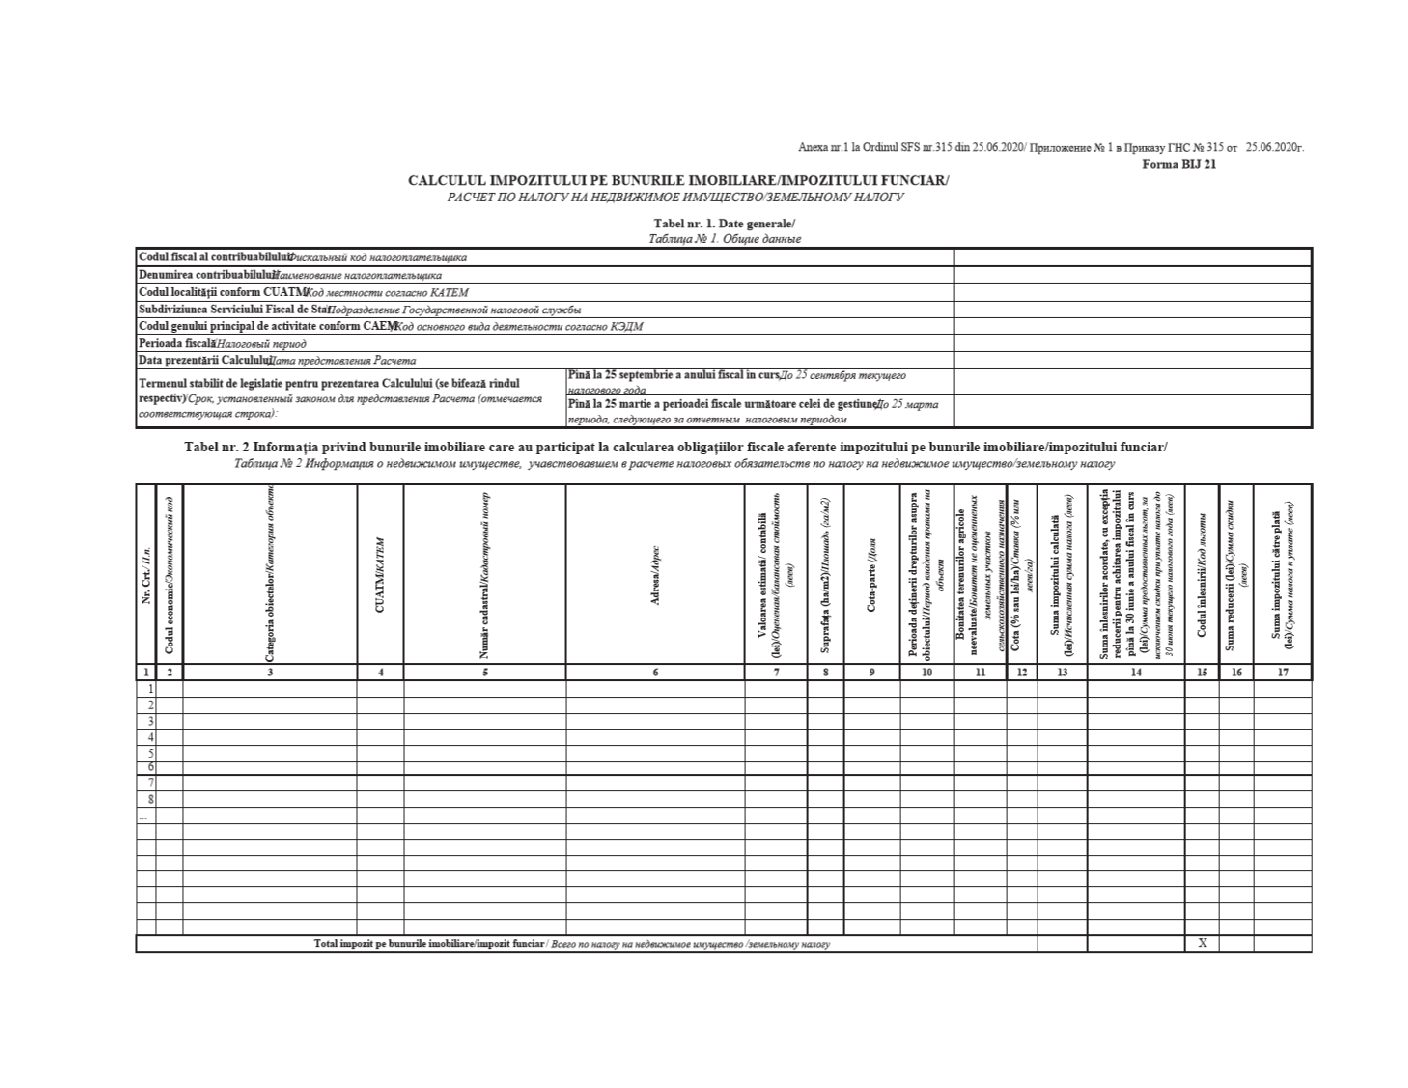 Anexa nr.1 la Ordinul SFS nr.315 din 25.06.2020/ Приложение № 1 в Приказу ГНС № 315 от 25.06.2020г.
Forma BIJ 21
CALCULUL IMPOZITULUI PE BUNURILE IMOBILIARE/IMPOZITULUI FUNCIAR/
РАСЧЕТ ПО НАЛОГУ НА НЕДВИЖИМОЕ ИМУЩЕСТВО/ЗЕМЕЛЬНОМУ НАЛОГУ
Tabel nr. 1. Date generale/
Таблица № 1. Общие данные
Codul fiscal al contribuabilului/Фискальный код налогоплательщика
Denumirea contribuabilului/Наименование налогоплательщика
Codul localității conform CUATM/Код местности согласно КАТЕМ
Subdiviziunea Serviciului Fiscal de Stat/Подразделение Государственной налоговой службы
Codul genului principal de activitate conform CAEM/Код основного вида деятельности согласно КЭДМ
Perioada fiscală/Налоговый период
Data prezentării Calculului/Дата представления Расчета
Termenul stabilit de legislatie pentru prezentarea Calculului (se bifează rîndul
respectiv)/Срок, установленный законом для представления Расчета (отмечается
соответствующая строка):
Pînă la 25 septembrie a anului fiscal în curs/До 25 сентября текущего
налогового года
Pînă la 25 martie a perioadei fiscale următoare celei de gestiune/До 25 марта
периода, следующего за отчетным налоговым периодом
Tabel nr. 2 Informația privind bunurile imobiliare care au participat la calcularea obligațiilor fiscale aferente impozitului pe bunurile imobiliare/impozitului funciar/
Таблица № 2 Информация о недвижимом имуществе, учавствовавшем в расчете налоговых обязательств по налогу на недвижимое имущество/земельному налогу
Nr. Crt./ П.п.
Codul economic/Экономический код
Categoria obiectelor/Категория объекто
CUATM/КАТЕМ
Număr cadastral/Кадастровый номер
Adresa/Адрес
Valoarea estimată/ contabilă
(lei)/Оценения/балансовая стоимость
(леев)
Suprafața (ha/m2)/Площадь (га/м2)
Cota-parte /Доля
Perioada deținerii drepturilor asupra
obiectului/Период владения правами на
объект
Bonitatea terenurilor agricole
neevaluate/Бонитет не оцененных
земельных участков
сельскохозяйственного назначения
Cota (% sau lei/ha)/Ставка (% или
леев/га)
Suma impozitului calculată
(lei)/Исчисленная сумма налога (леев)
Suma înlesnirilor acordate, cu excepția
reducerii pentru achitarea impozitului
pînă la 30 iunie a anului fiscal în curs
(lei)/Сумма предоставленных льгот, за
исключением скидки при уплате налога до
30 июня текущего налогового года (леев)
Codul înlesnirii/Код льготы
Suma reducerii (lei)/Сумма скидки
(леев)
Suma impozitului către plată
(lei)/Сумма налога к уплате (леев)
1 2 3 4 5 6 7 8 9 10 11 12 13 14 15 16 17
1
2
3
4
5
6
7
8
...
Total impozit pe bunurile imobiliare/impozit funciar / Всего по налогу на недвижимое имущество /земельному налогу X